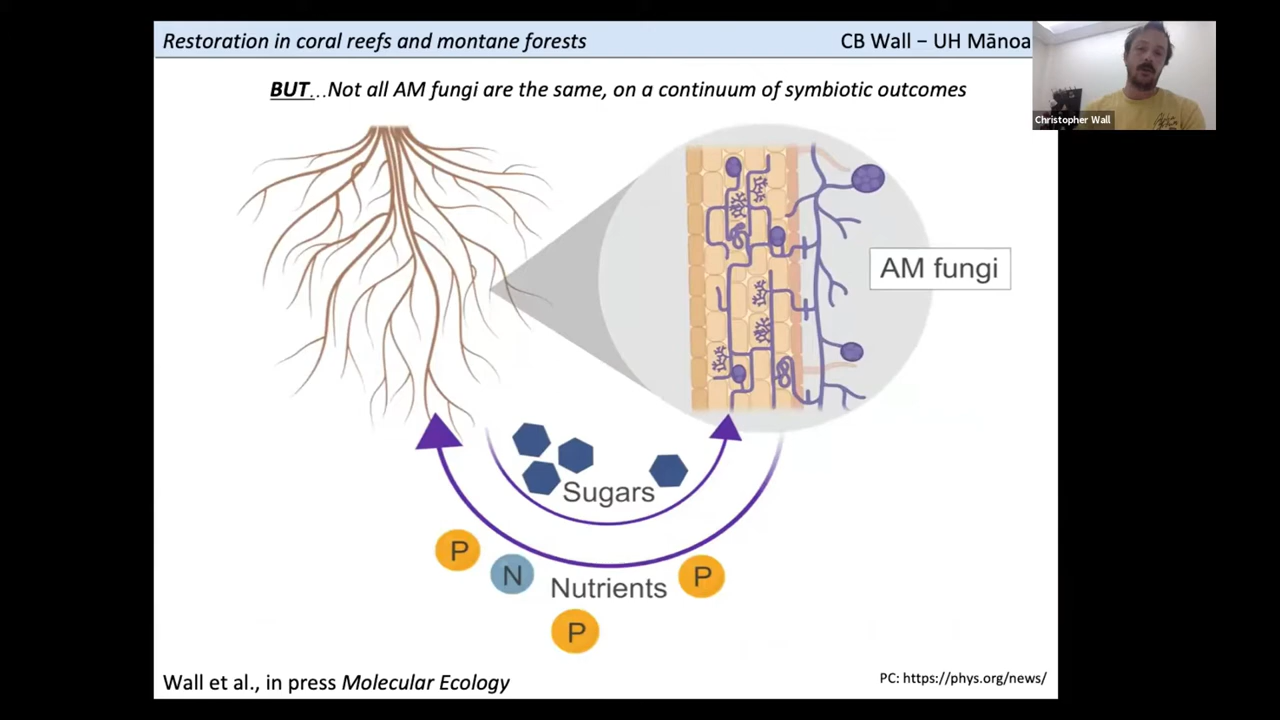 Restoration in coral reefs and montane forests
CB Wall – UH Mānoa
Christopher Wall
BUT...Not all AM fungi are the same, on a continuum of symbiotic outcomes
AM fungi
Sugars
P
N
Nutrients
P
P
Wall et al., in press Molecular Ecology
PC: https://phys.org/news/